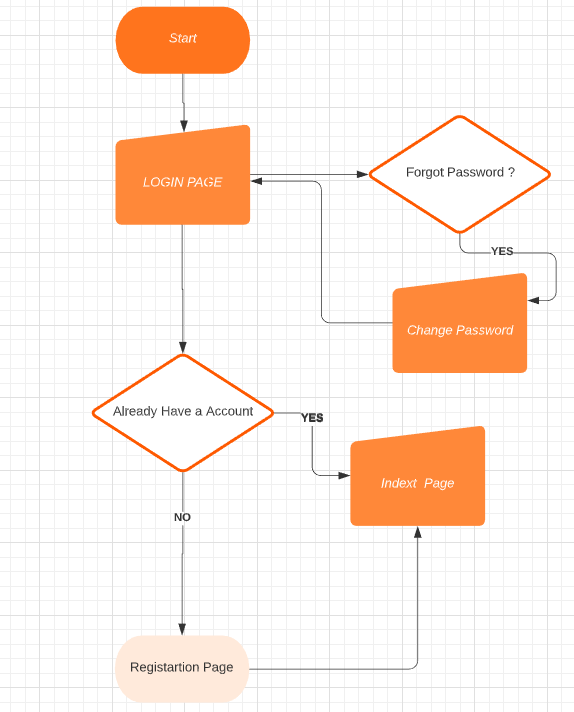 Start
LOGIN PAGE
Forgot Password ?
YES
Change Password
Already Have a Account
YES
Indext Page
NO
Registartion Page